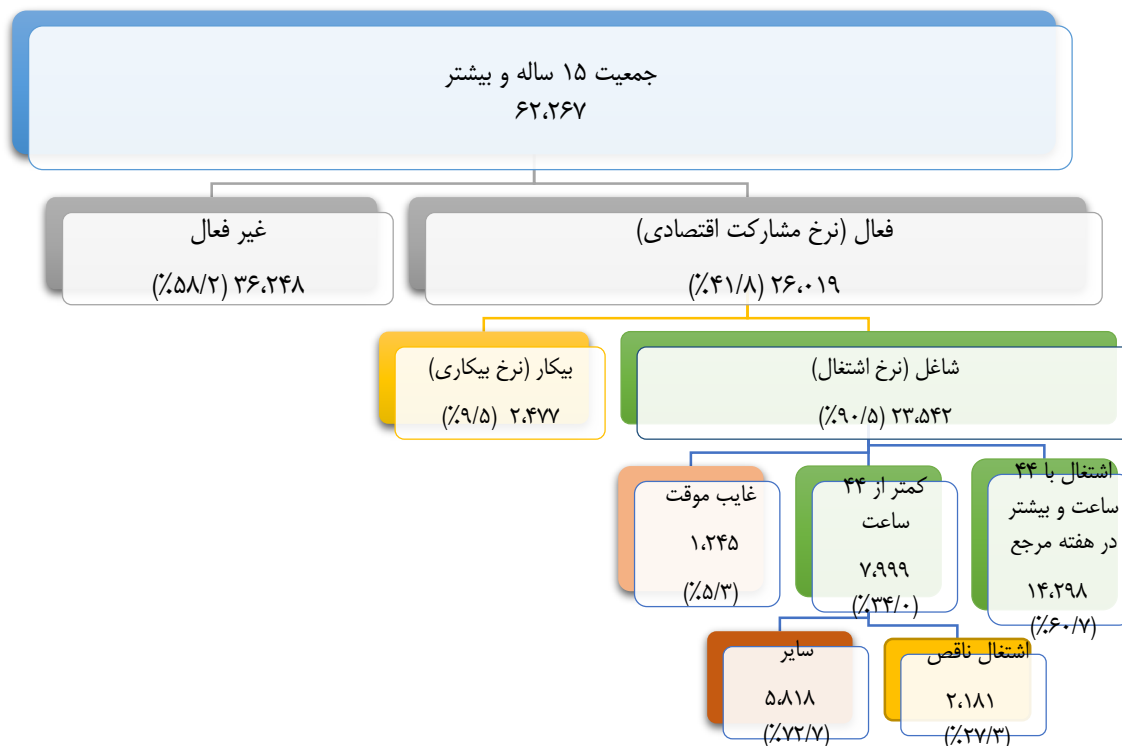 جمعیت ۱۵ ساله و بیشتر
۶۲،۲۶۷
فعال (نرخ مشارکت اقتصادی)
۲۶،۰۱۹ (۴۱/۸٪)
غیر فعال
۳۶،۲۴۸ (۵۸/۲٪)
شاغل (نرخ اشتغال)
۲۳،۵۴۲ (۹۰/۵٪)
بیکار (نرخ بیکاری)
۲،۴۷۷ (۹/۵٪)
اشتغال با ۴۴
ساعت و بیشتر
در هفته مرجع
۱۴،۲۹۸
(۶۰/۷٪)
کمتر از ۴۴
ساعت
۷،۹۹۹
(۳۴/۰٪)
غایب موقت
۱،۲۴۵
(۵/۳٪)
اشتغال ناقص
۲،۱۸۱
(۲۷/۳٪)
سایر
۵،۸۱۸
(۷۲/۷٪)